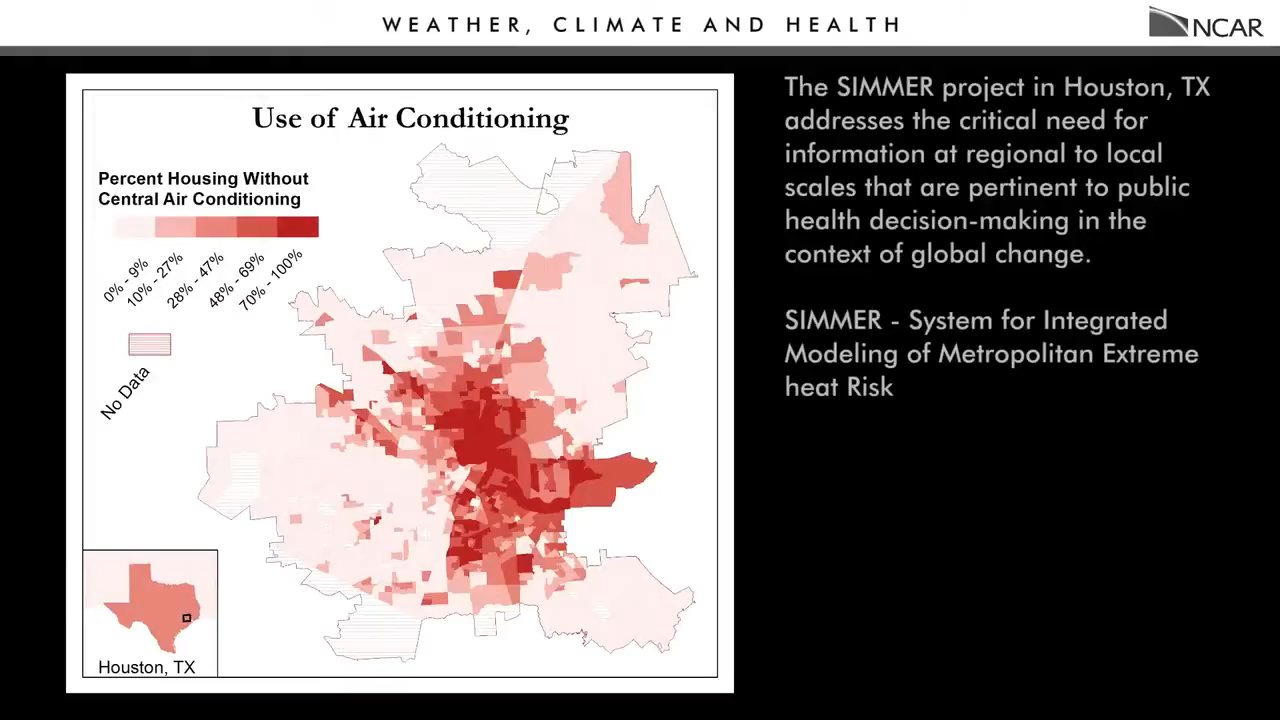 WEATHER, CLIMATE AND HEALTH
NCAR
Use of Air Conditioning
Percent Housing Without
Central Air Conditioning
0% - 9%
10% - 27%
28% - 47%
48% - 69%
70% - 100%
No Data
Houston, TX
The SIMMER project in Houston, TX
addresses the critical need for
information at regional to local
scales that are pertinent to public
health decision-making in the
context of global change.
SIMMER - System for Integrated
Modeling of Metropolitan Extreme
heat Risk